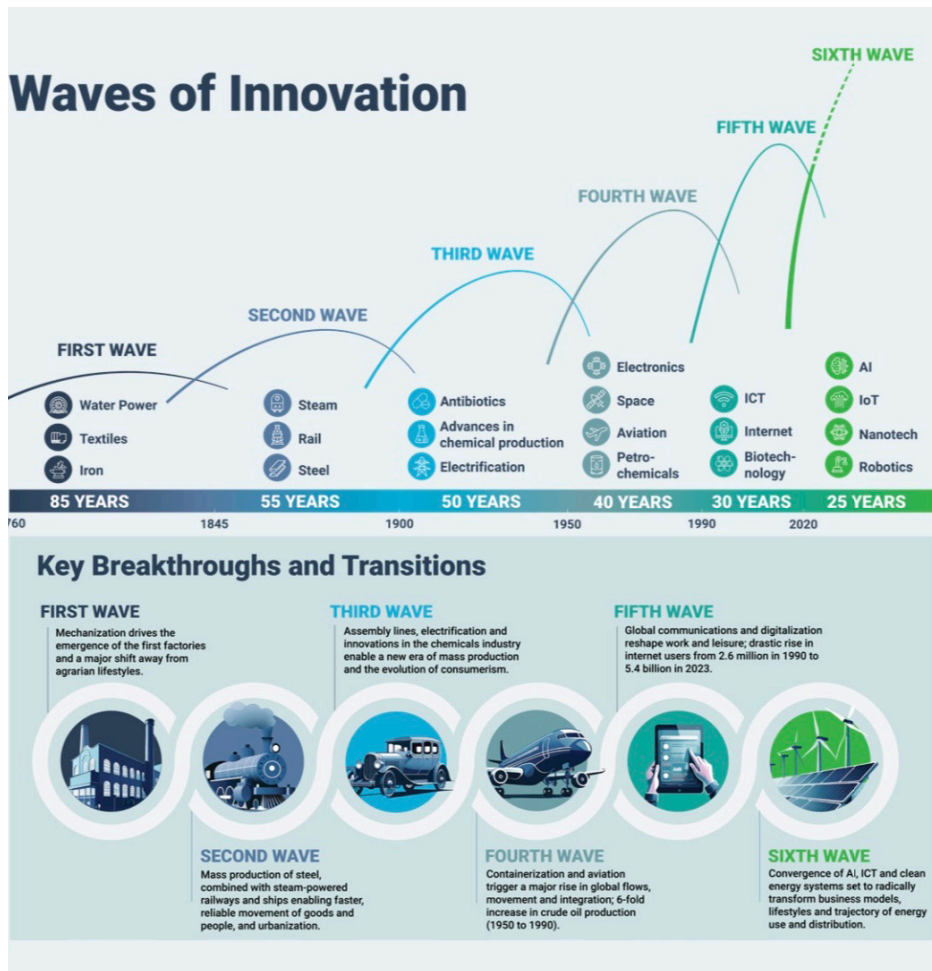 Waves of Innovation
SIXTH WAVE
FIFTH WAVE
FOURTH WAVE
THIRD WAVE
SECOND WAVE
FIRST WAVE
Water Power
Textiles
Iron
Steam
Rail
Steel
Antibiotics
Advances in
chemical production
Electrification
Electronics
Space
Aviation
Petro-
chemicals
ICT
Internet
Biotech-
nology
AI
IoT
Nanotech
Robotics
85 YEARS 55 YEARS 50 YEARS 40 YEARS 30 YEARS 25 YEARS
760 1845 1900 1950 1990 2020
Key Breakthroughs and Transitions
FIRST WAVE
Mechanization drives the
emergence of the first factories
and a major shift away from
agrarian lifestyles.
THIRD WAVE
Assembly lines, electrification and
innovations in the chemicals industry
enable a new era of mass production
and the evolution of consumerism.
FIFTH WAVE
Global communications and digitalization
reshape work and leisure; drastic rise in
internet users from 2.6 million in 1990 to
5.4 billion in 2023.
SECOND WAVE
Mass production of steel,
combined with steam-powered
railways and ships enabling faster,
reliable movement of goods and
people, and urbanization.
FOURTH WAVE
Containerization and aviation
trigger a major rise in global flows,
movement and integration; 6-fold
increase in crude oil production
(1950 to 1990).
SIXTH WAVE
Convergence of AI, ICT and clean
energy systems set to radically
transform business models,
lifestyles and trajectory of energy
use and distribution.